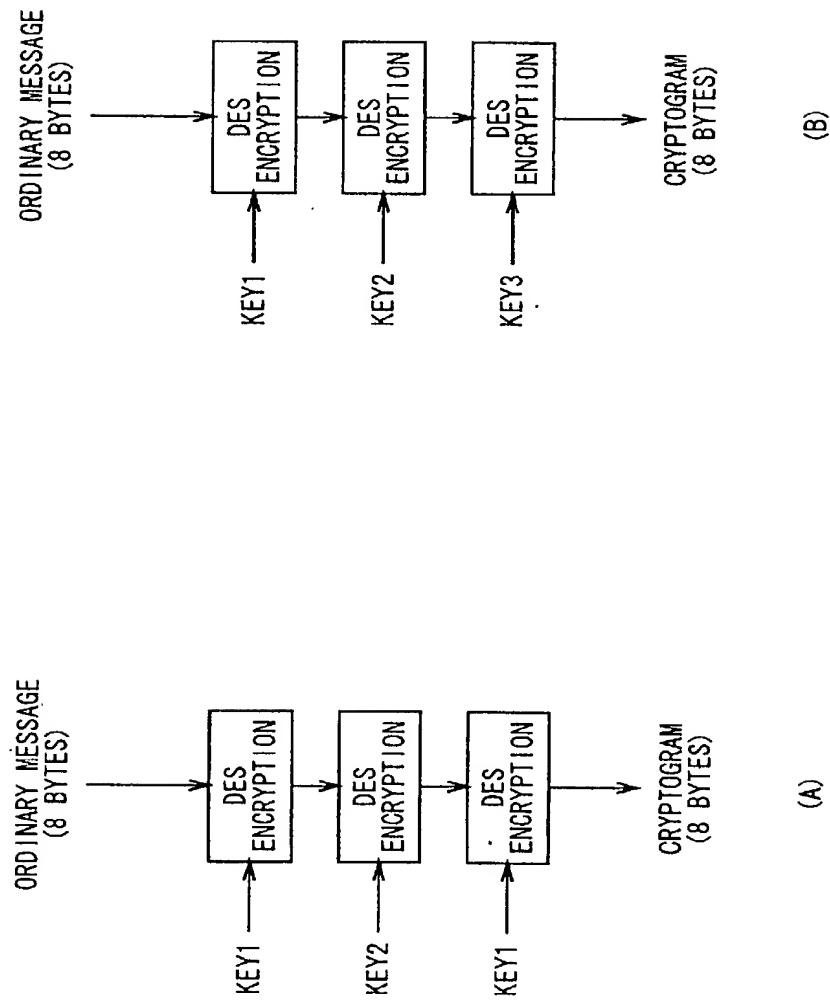 ORDINARY MESSAGE
(8 BYTES)
KEY1
DES
ENCRYPTION
KEY2
DES
ENCRYPTION
KEY1
DES
ENCRYPTION
CRYPTOGRAM
(8 BYTES)
(A)
ORDINARY MESSAGE
(8 BYTES)
KEY1
DES
ENCRYPTION
KEY2
DES
ENCRYPTION
KEY3
DES
ENCRYPTION
CRYPTOGRAM
(8 BYTES)
(B)